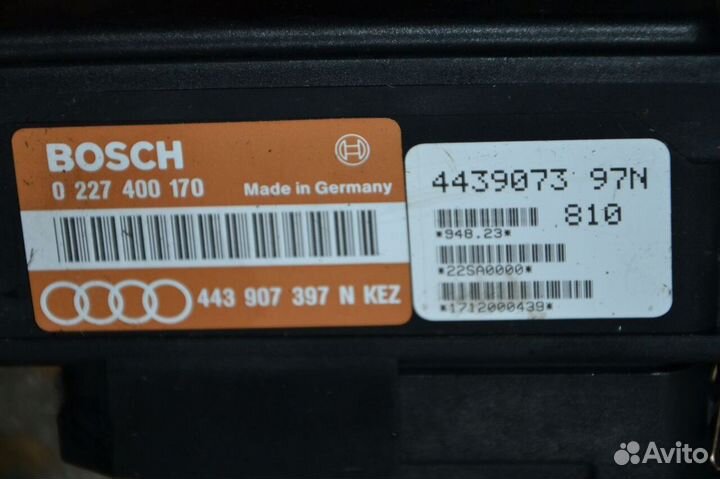 BOSCH
0 227 400 170
Made in Germany
443 907 397 N KEZ
4439073 97N
810
*948.23*
*22SA0000*
*1712000439*
Avito